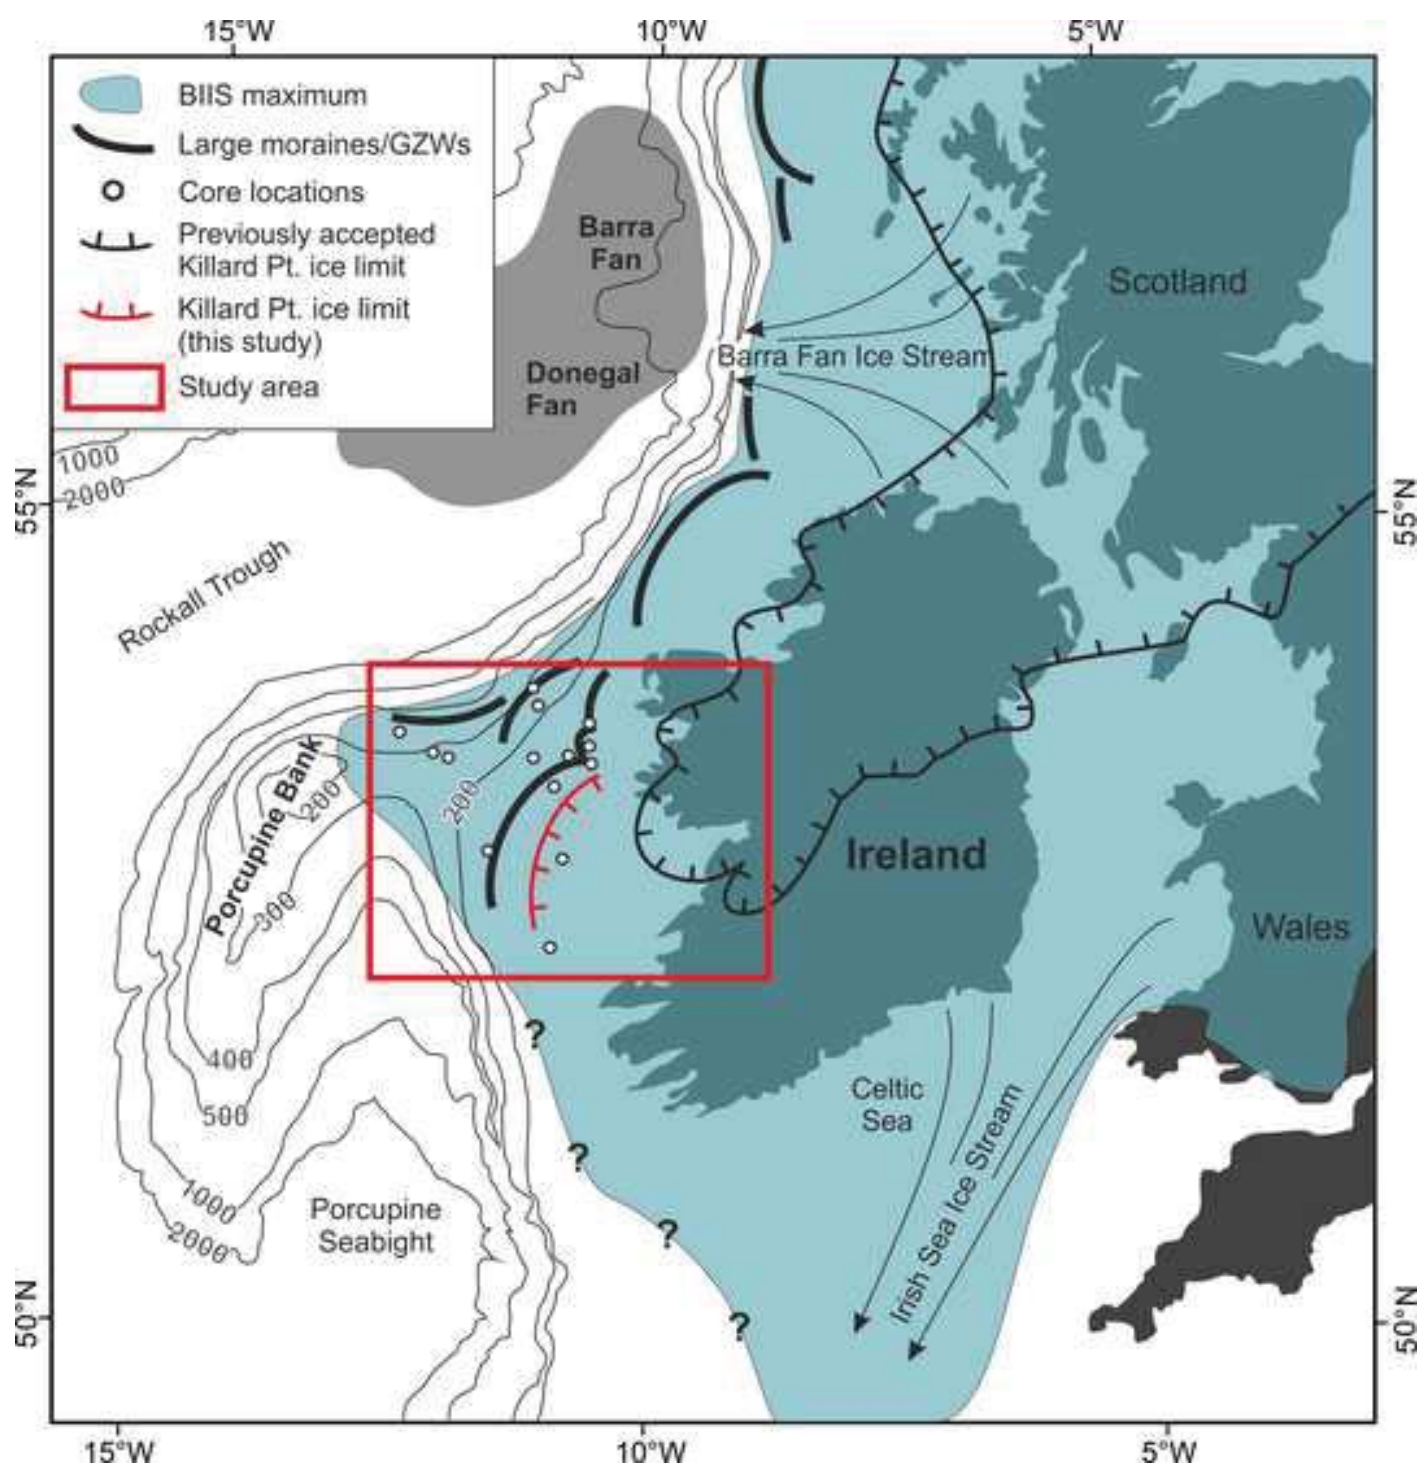 15°W
10°W
5°W
BIIS maximum
Large moraines/GZWs
Core locations
Previously accepted
Killard Pt. ice limit
Killard Pt. ice limit
(this study)
Study area
Barra
Fan
Donegal
Fan
Scotland
Barra Fan Ice Stream
1000
2000
55°N
55°N
Rockall Trough
Porcupine Bank
200
200
300
400
500
1000
2000
Ireland
Wales
?
?
?
?
Celtic
Sea
Irish Sea Ice Stream
Porcupine
Seabight
50°N
50°N
15°W
10°W
5°W